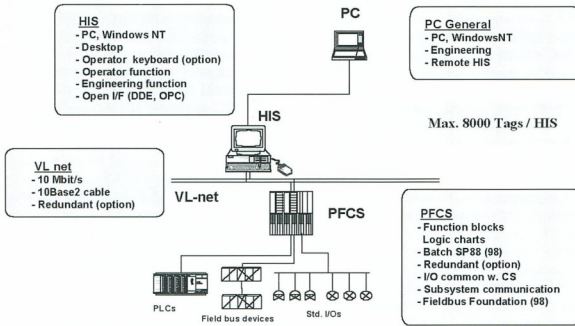 HIS
- PC, Windows NT
- Desktop
- Operator keyboard (option)
- Operator function
- Engineering function
- Open I/F (DDE, OPC)
PC
PC General
- PC, WindowsNT
- Engineering
- Remote HIS
HIS
Max. 8000 Tags / HIS
VL net
- 10 Mbit/s
- 10Base2 cable
- Redundant (option)
VL-net
PFCS
PFCS
- Function blocks
Logic charts
- Batch SP88 (98)
- Redundant (option)
- I/O common w. CS
- Subsystem communication
- Fieldbus Foundation (98)
PLCs
Field bus devices
Std. I/Os